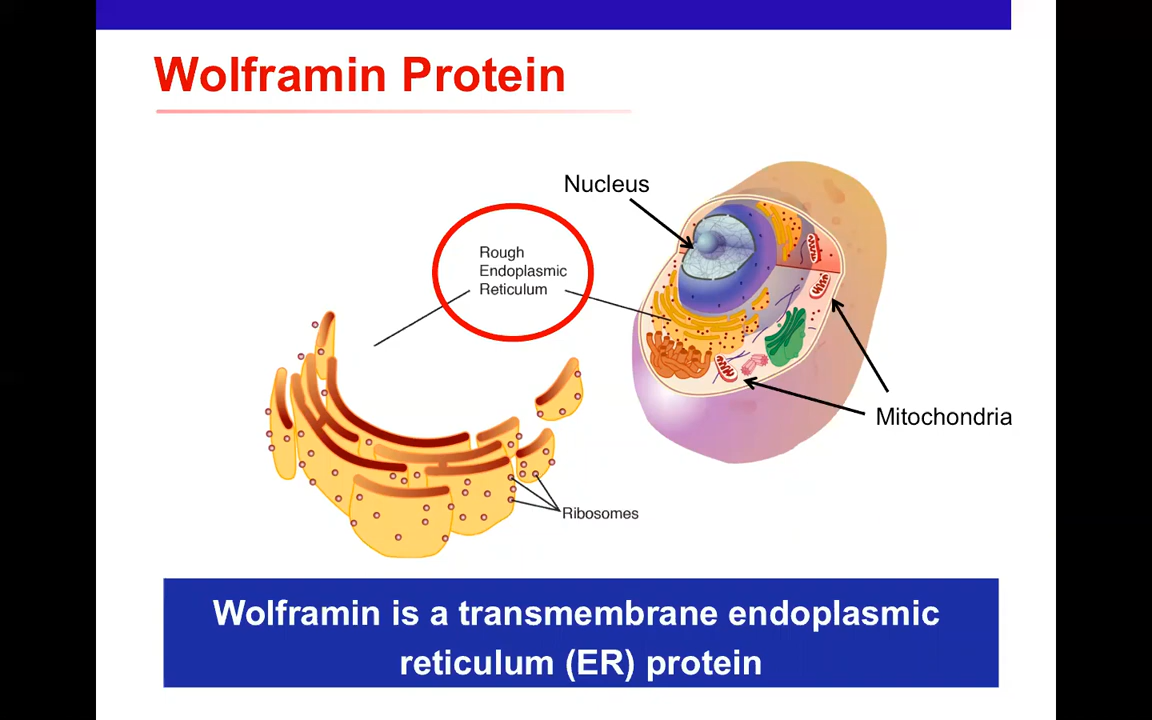 Wolframin Protein
Nucleus
Rough
Endoplasmic
Reticulum
Mitochondria
Ribosomes
Wolframin is a transmembrane endoplasmic
reticulum (ER) protein